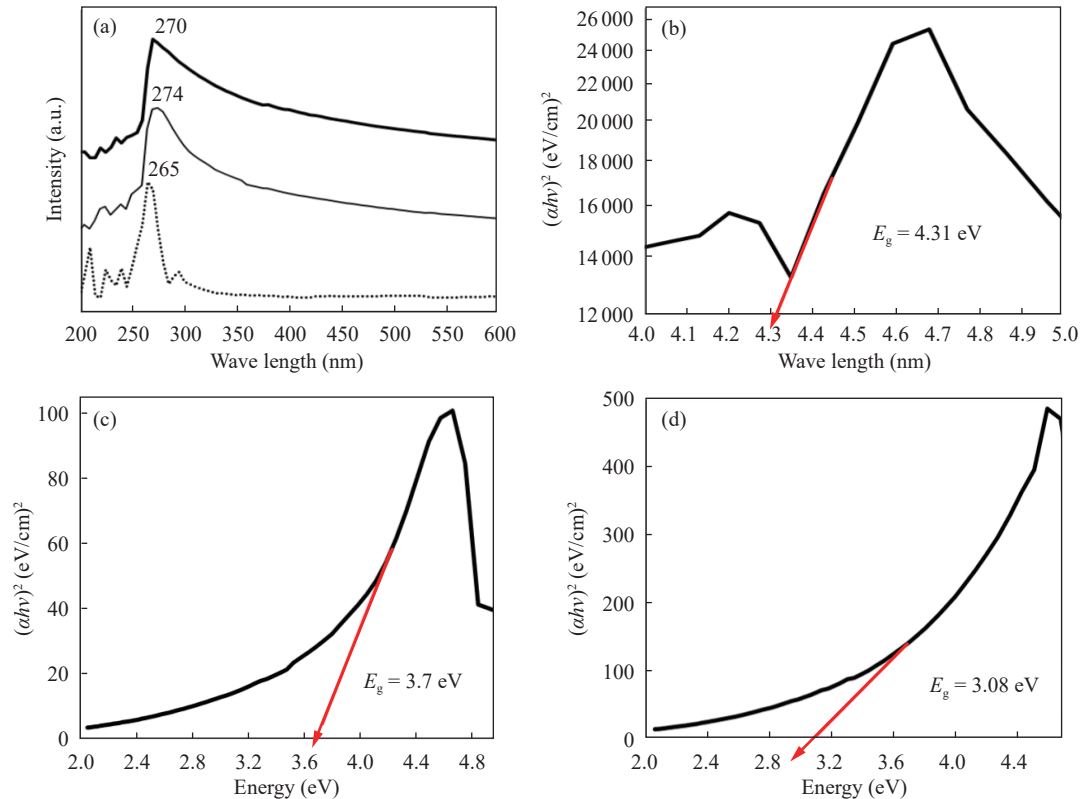 (a)
270
274
265
Intensity (a.u.)
200 250 300 350 400 450 500 550 600
Wave length (nm)
(b)
26 000
24 000
22 000
20 000
18 000
16 000
14 000
12 000
(αhν)² (eV/cm)²
E_g = 4.31 eV
4.0 4.1 4.2 4.3 4.4 4.5 4.6 4.7 4.8 4.9 5.0
Wave length (nm)
(c)
100
80
60
40
20
0
(αhν)² (eV/cm)²
E_g = 3.7 eV
2.0 2.4 2.8 3.2 3.6 4.0 4.4 4.8
Energy (eV)
(d)
500
400
300
200
100
0
(αhν)² (eV/cm)²
E_g = 3.08 eV
2.0 2.4 2.8 3.2 3.6 4.0 4.4
Energy (eV)